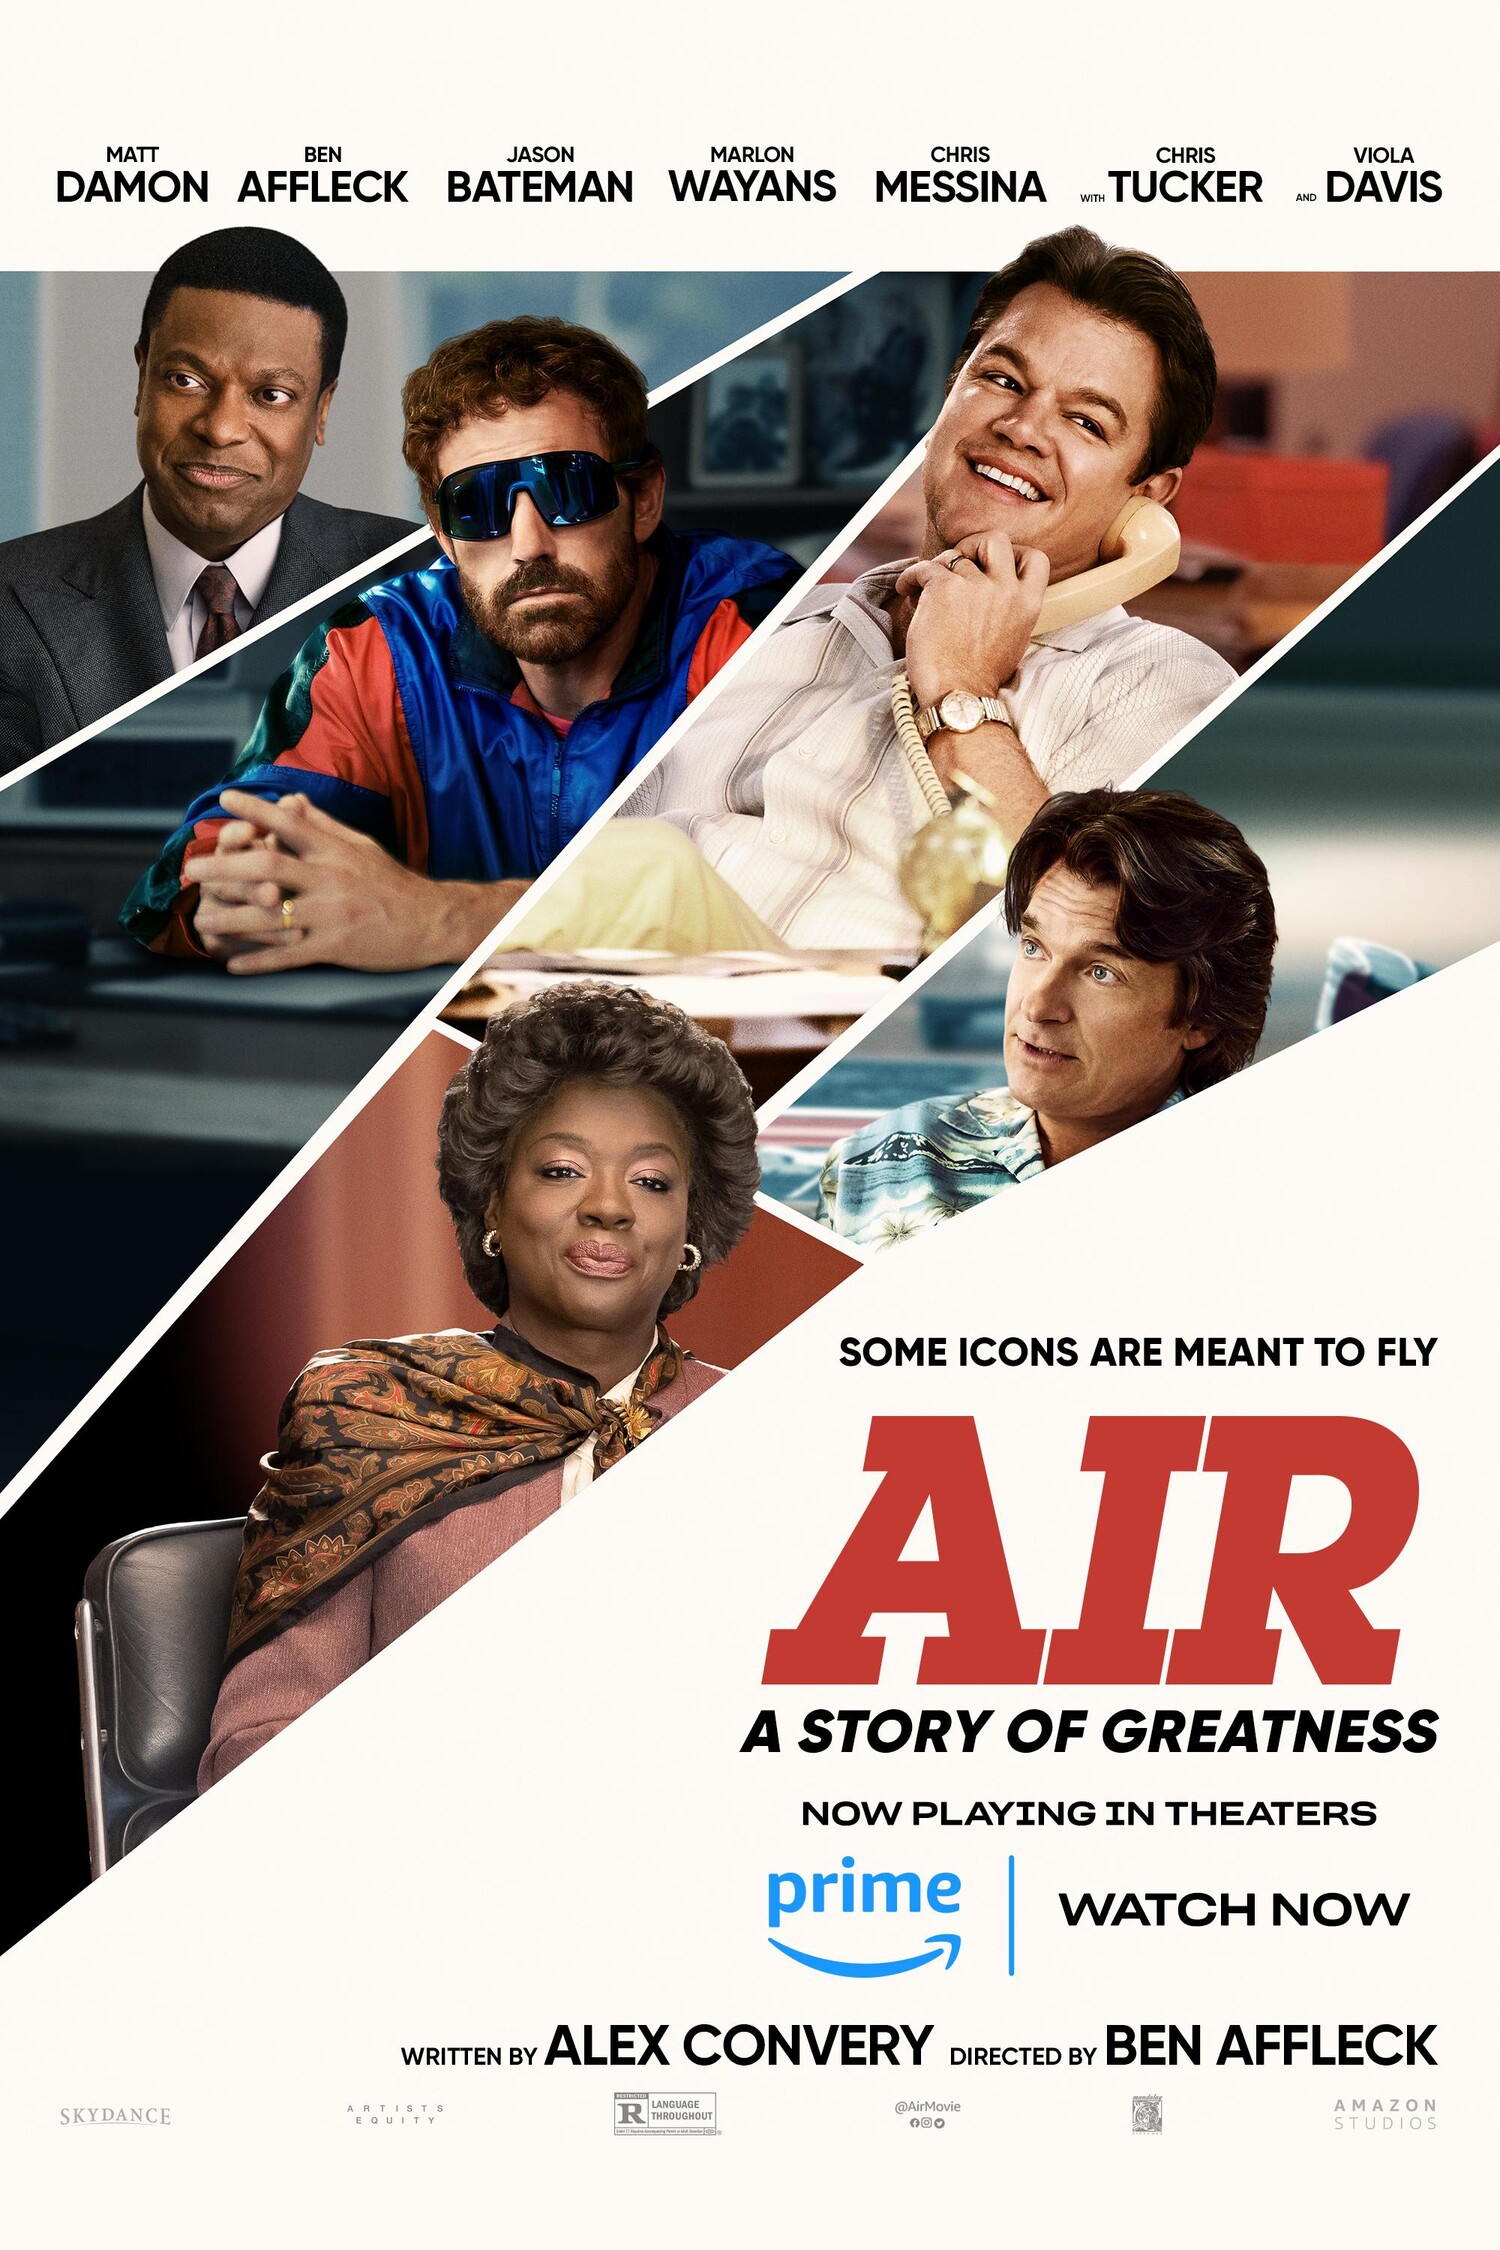 MATT DAMON
BEN AFFLECK
JASON BATEMAN
MARLON WAYANS
CHRIS MESSINA
WITH CHRIS TUCKER
AND VIOLA DAVIS
SOME ICONS ARE MEANT TO FLY
AIR
A STORY OF GREATNESS
NOW PLAYING IN THEATERS
prime
WATCH NOW
WRITTEN BY ALEX CONVERY DIRECTED BY BEN AFFLECK
SKYDANCE
ARTISTS
EQUITY
RESTRICTED
R
LANGUAGE
THROUGHOUT
@AirMovie
mandalay
AMAZON
STUDIOS